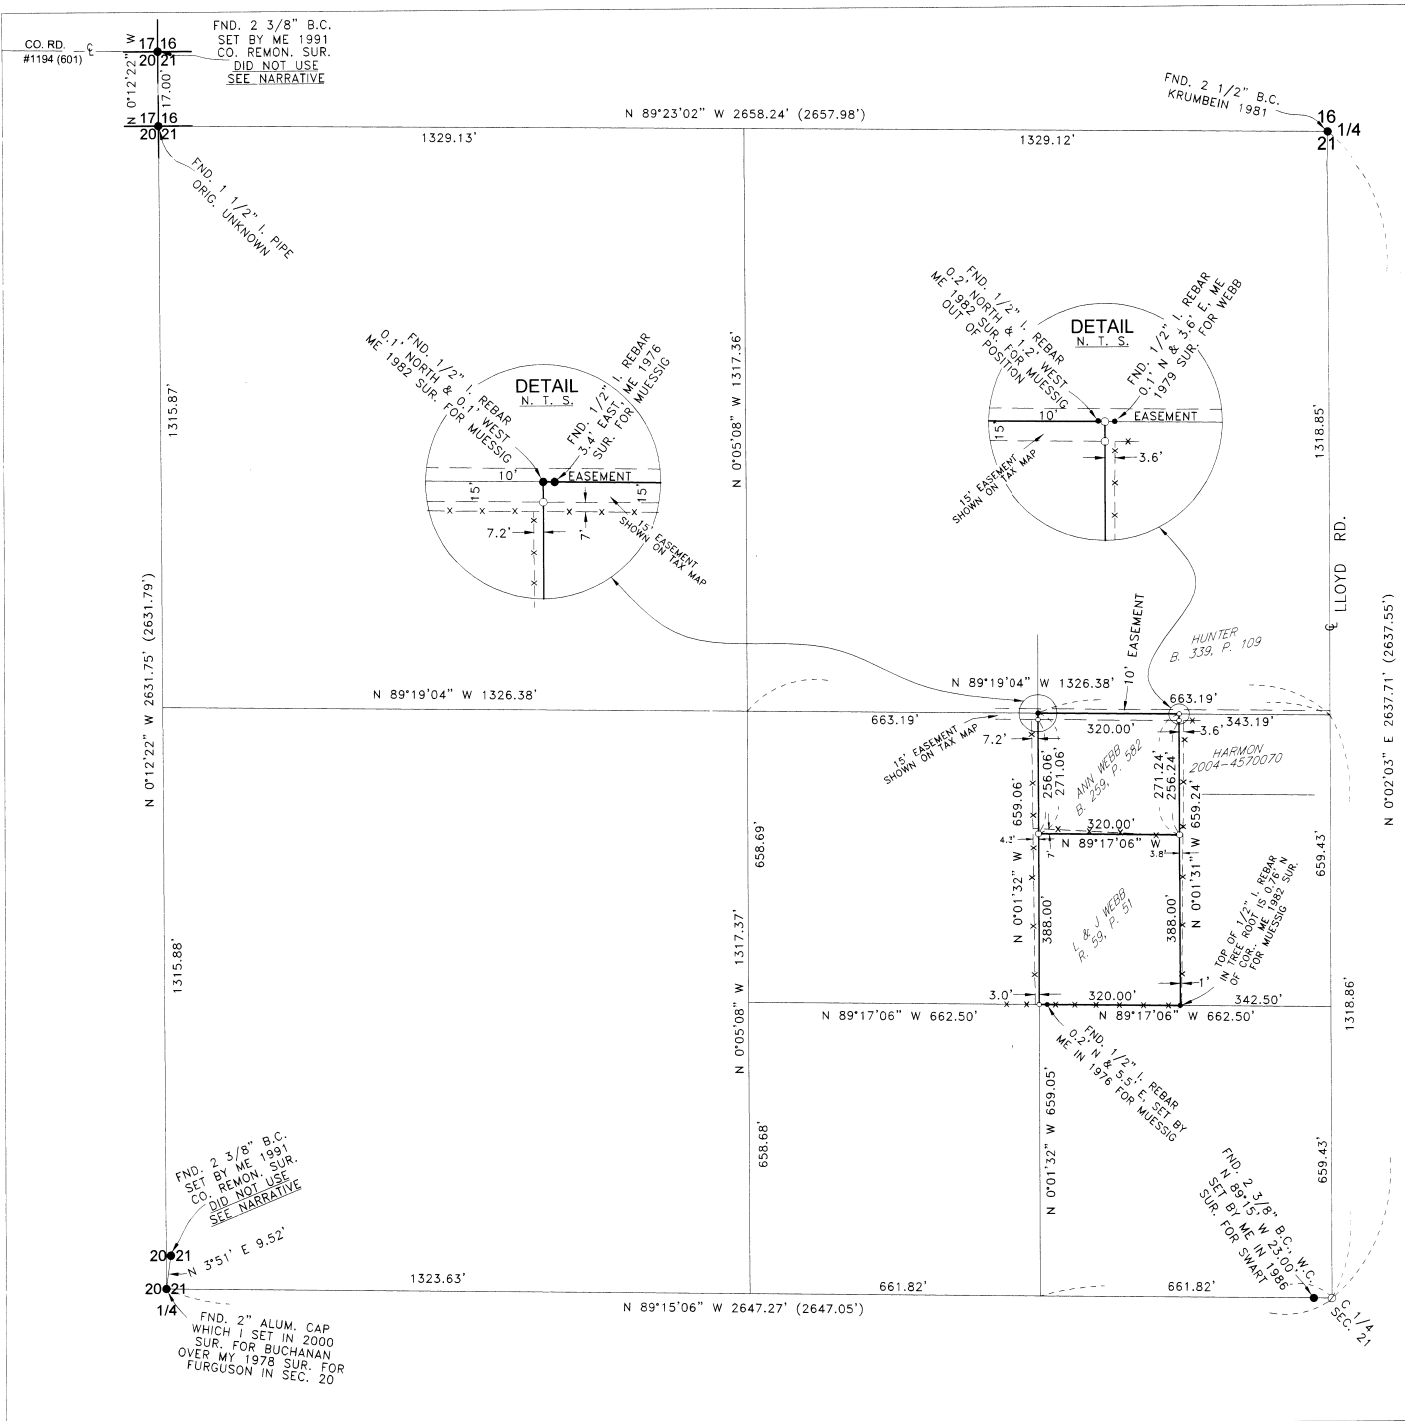 CO. RD.
#1194 (601)
℄
17 16
20 21
N 0°12'22" W
17.00'
FND. 2 3/8" B.C.
SET BY ME 1991
CO. REMON. SUR.
DID NOT USE
SEE NARRATIVE
17 16
20 21
FND. 1 1/2" I. PIPE
ORIG. UNKNOWN
N 89°23'02" W 2658.24' (2657.98')
1329.13'
1329.12'
FND. 2 1/2" B.C.
KRUMBEIN 1981
16
21
1/4
FND. 1/2" I. REBAR
0.1' NORTH & 0.1' WEST
ME 1982 SUR. FOR MUESSIG
DETAIL
N. T. S.
FND. 1/2" I. REBAR
3.4' EAST, ME 1976
SUR. FOR MUESSIG
10'
EASEMENT
15'
15'
7.2'
7'
15' EASEMENT
SHOWN ON TAX MAP
FND. 1/2" I. REBAR
0.2' NORTH & 1.2' WEST
ME 1982 SUR. FOR MUESSIG
OUT OF POSITION
DETAIL
N. T. S.
FND. 1/2" I. REBAR
0.1' N & 3.6' E, ME
1979 SUR. FOR WEBB
10'
EASEMENT
15'
3.6'
15' EASEMENT
SHOWN ON TAX MAP
1315.87'
N 0°05'08" W 1317.36'
1318.85'
℄ LLOYD RD.
N 0°12'22" W 2631.75' (2631.79')
N 0°02'03" E 2637.71' (2637.55')
HUNTER
B. 339, P. 109
10' EASEMENT
N 89°19'04" W 1326.38'
N 89°19'04" W 1326.38'
663.19'
663.19'
320.00'
343.19'
15' EASEMENT
SHOWN ON TAX MAP
7.2'
3.6'
HARMON
2004-4570070
ANN WEBB
B. 259, P. 582
659.06'
256.06'
271.06'
271.24'
256.24'
659.24'
320.00'
N 89°17'06" W
4.3'
7'
3.8'
658.69'
659.43'
N 0°01'32" W
388.00'
L & J WEBB
R. 59, P. 51
388.00'
N 0°01'31" W
TOP OF 1/2" I. REBAR
IN TREE ROOT IS 0.76' N
OF COR., ME 1982 SUR.
FOR MUESSIG
1315.88'
N 0°05'08" W 1317.37'
3.0'
320.00'
1'
342.50'
N 89°17'06" W 662.50'
N 89°17'06" W 662.50'
1318.86'
FND. 1/2" I. REBAR
0.2' N & 5.5' E, SET BY
ME IN 1976 FOR MUESSIG
658.68'
N 0°01'32" W 659.05'
659.43'
FND. 2 3/8" B.C.
SET BY ME 1991
CO. REMON. SUR.
DID NOT USE
SEE NARRATIVE
20 21
N 3°51' E 9.52'
20 21
1/4
FND. 2" ALUM. CAP
WHICH I SET IN 2000
SUR. FOR BUCHANAN
OVER MY 1978 SUR. FOR
FURGUSON IN SEC. 20
1323.63'
661.82'
661.82'
N 89°15'06" W 2647.27' (2647.05')
FND. 2 3/8" B.C., W.C.
N 89°15' W 23.00'
SET BY ME IN 1986
SUR. FOR SWART
C 1/4
SEC. 21